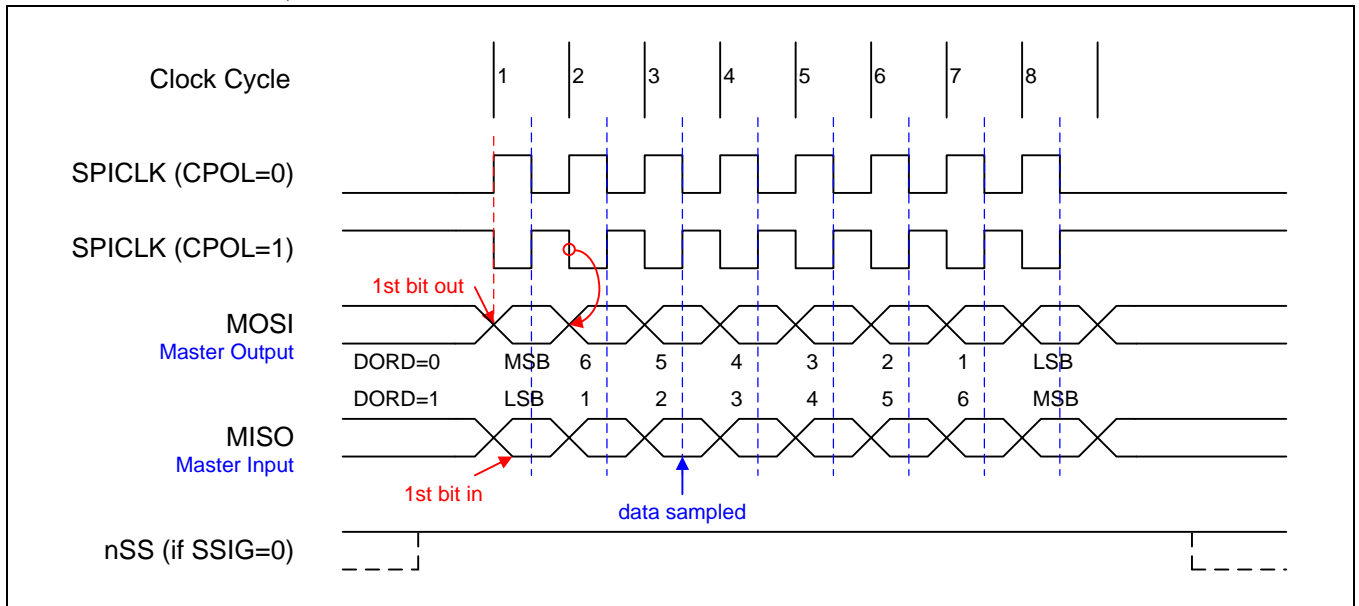 Clock Cycle 1 2 3 4 5 6 7 8
SPICLK (CPOL=0)
SPICLK (CPOL=1)
1st bit out
MOSI
Master Output
DORD=0 MSB 6 5 4 3 2 1 LSB
DORD=1 LSB 1 2 3 4 5 6 MSB
MISO
Master Input
1st bit in
data sampled
nSS (if SSIG=0)